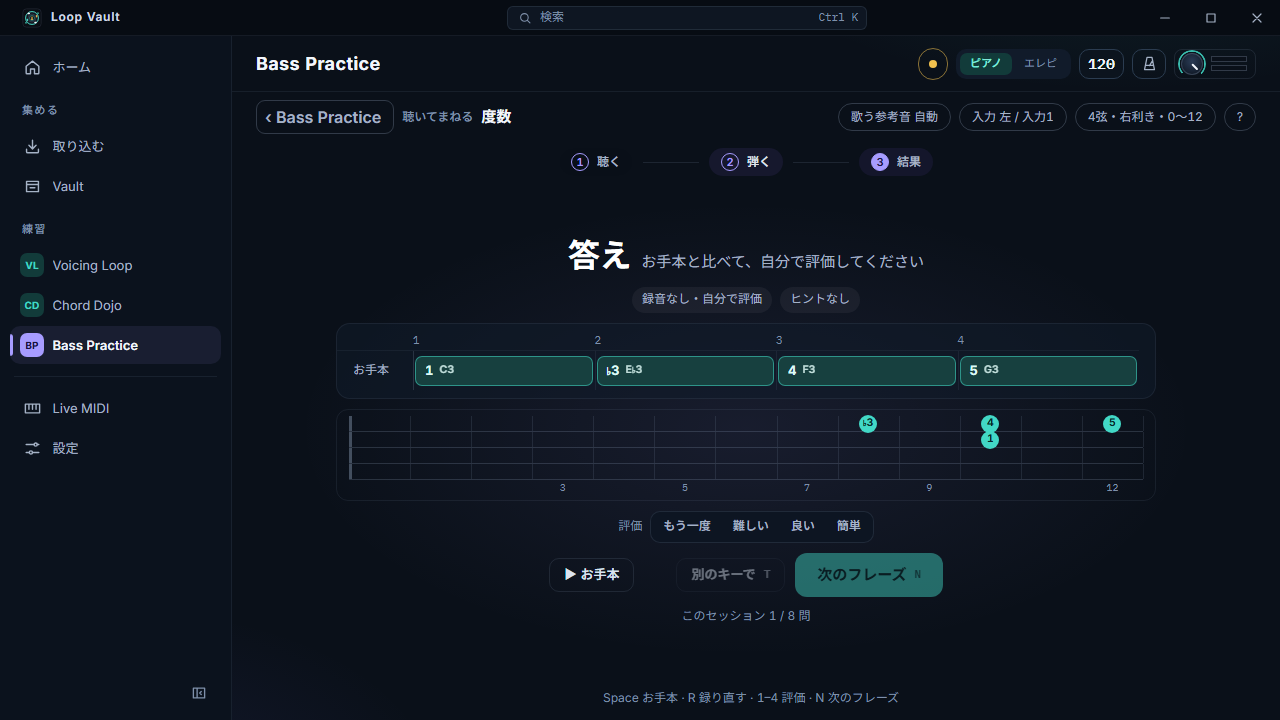 Loop Vault
検索
Ctrl K
ホーム
集める
取り込む
Vault
練習
VL Voicing Loop
CD Chord Dojo
BP Bass Practice
Live MIDI
設定
Bass Practice
ピアノ エレピ
120
‹ Bass Practice 聴いてまねる 度数
歌う参考音 自動 入力 左 / 入力1 4弦・右利き・0〜12 ?
1 聴く 2 弾く 3 結果
答え お手本と比べて、自分で評価してください
録音なし・自分で評価 ヒントなし
1 2 3 4
お手本 1 C3 ♭3 E♭3 4 F3 5 G3
♭3 4 5
1
3 5 7 9 12
評価 もう一度 難しい 良い 簡単
▶ お手本 別のキーで T 次のフレーズ N
このセッション 1 / 8 問
Space お手本 · R 録り直す · 1–4 評価 · N 次のフレーズ